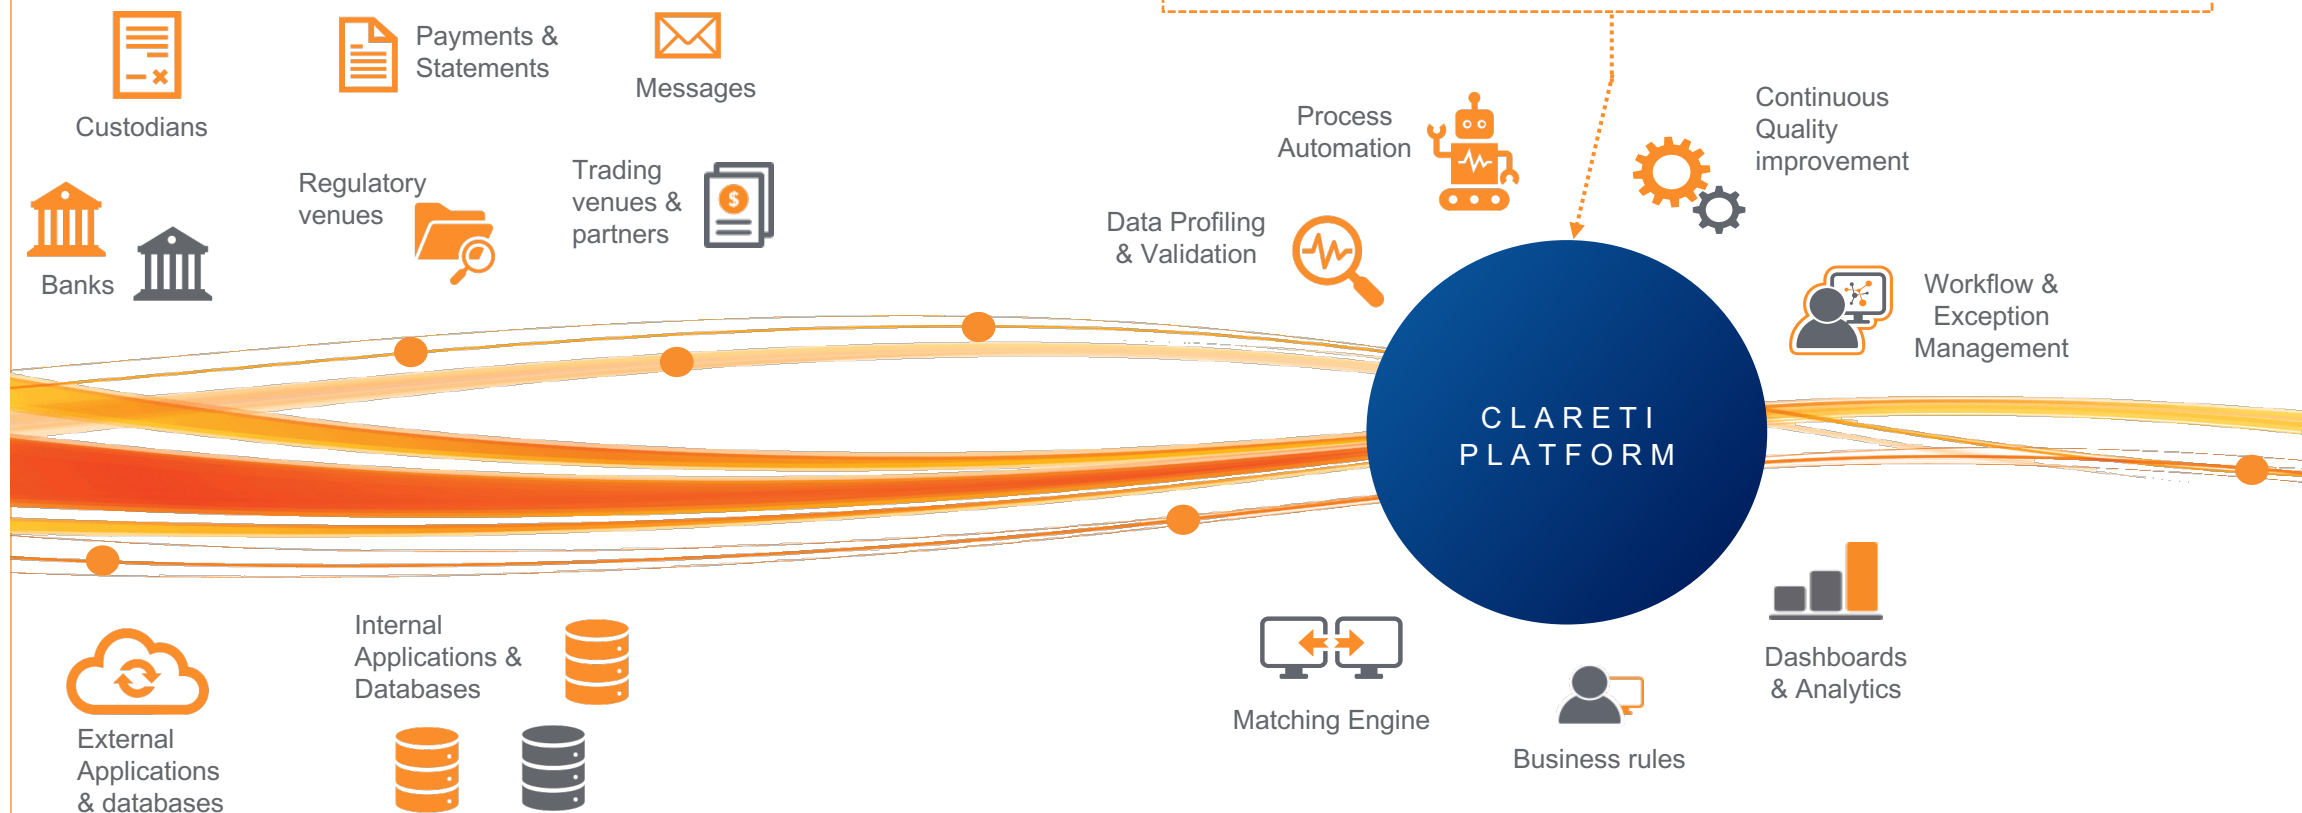 Custodians
Payments &
Statements
Messages
Banks
Regulatory
venues
Trading
venues &
partners
Process
Automation
Continuous
Quality
improvement
Data Profiling
& Validation
Workflow &
Exception
Management
CLARETI
PLATFORM
External
Applications
& databases
Internal
Applications &
Databases
Matching Engine
Business rules
Dashboards
& Analytics